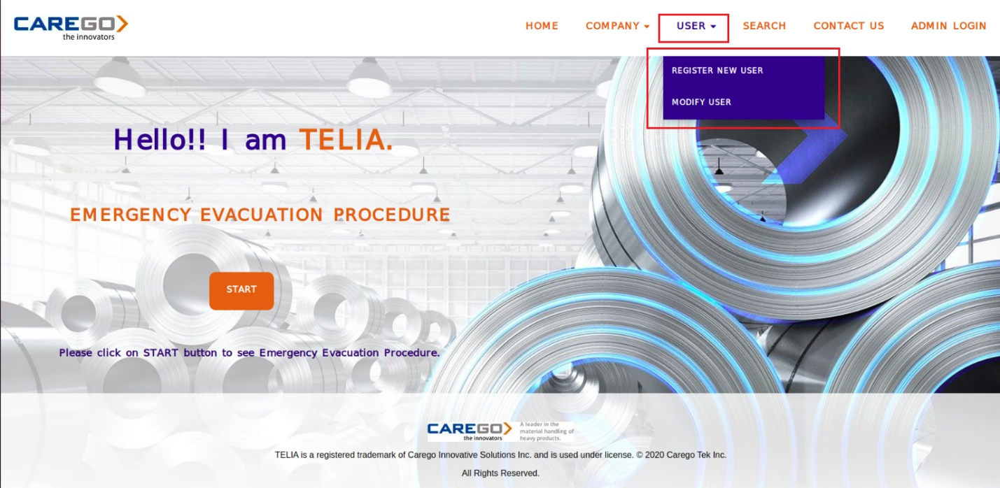 CAREGO
the innovators
HOME
COMPANY
USER
SEARCH
CONTACT US
ADMIN LOGIN
REGISTER NEW USER
MODIFY USER
Hello!! I am TELIA.
EMERGENCY EVACUATION PROCEDURE
START
Please click on START button to see Emergency Evacuation Procedure.
CAREGO
the innovators
A leader in the
material handling of
heavy products.
TELIA is a registered trademark of Carego Innovative Solutions Inc. and is used under license. © 2020 Carego Tek Inc.
All Rights Reserved.